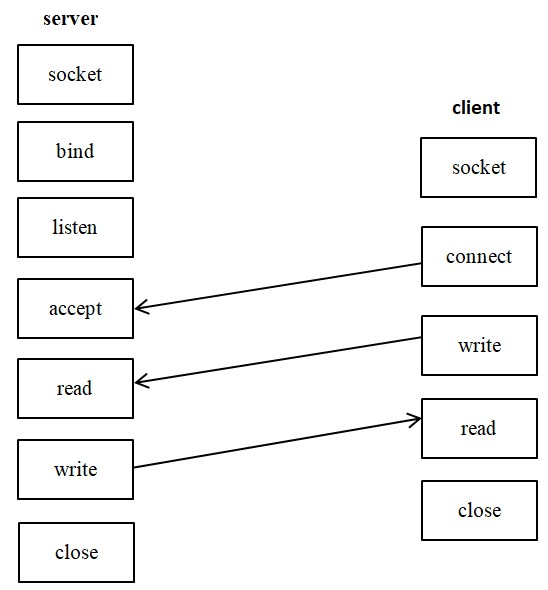 server
socket
bind
listen
accept
read
write
close
client
socket
connect
write
read
close